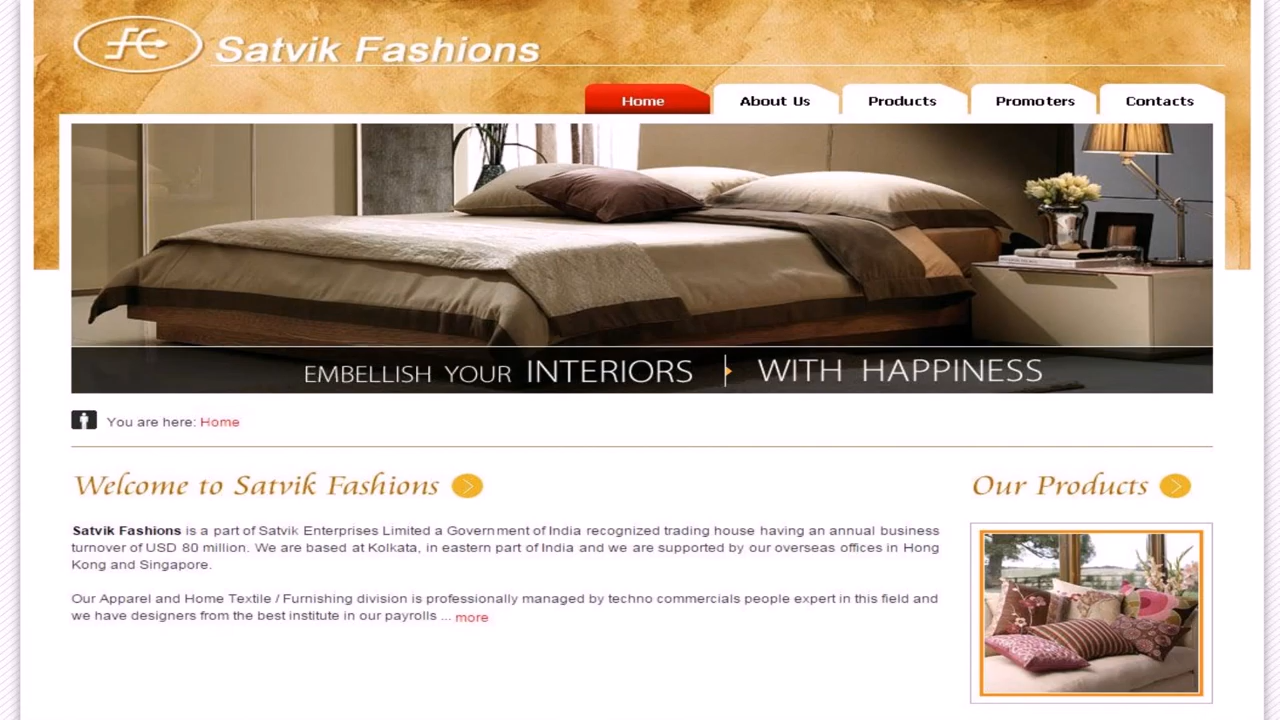 Satvik Fashions
Home
About Us
Products
Promoters
Contacts
EMBELLISH YOUR INTERIORS WITH HAPPINESS
You are here: Home
Welcome to Satvik Fashions
Satvik Fashions is a part of Satvik Enterprises Limited a Government of India recognized trading house having an annual business
turnover of USD 80 million. We are based at Kolkata, in eastern part of India and we are supported by our overseas offices in Hong
Kong and Singapore.
Our Apparel and Home Textile / Furnishing division is professionally managed by techno commercials people expert in this field and
we have designers from the best institute in our payrolls ... more
Our Products